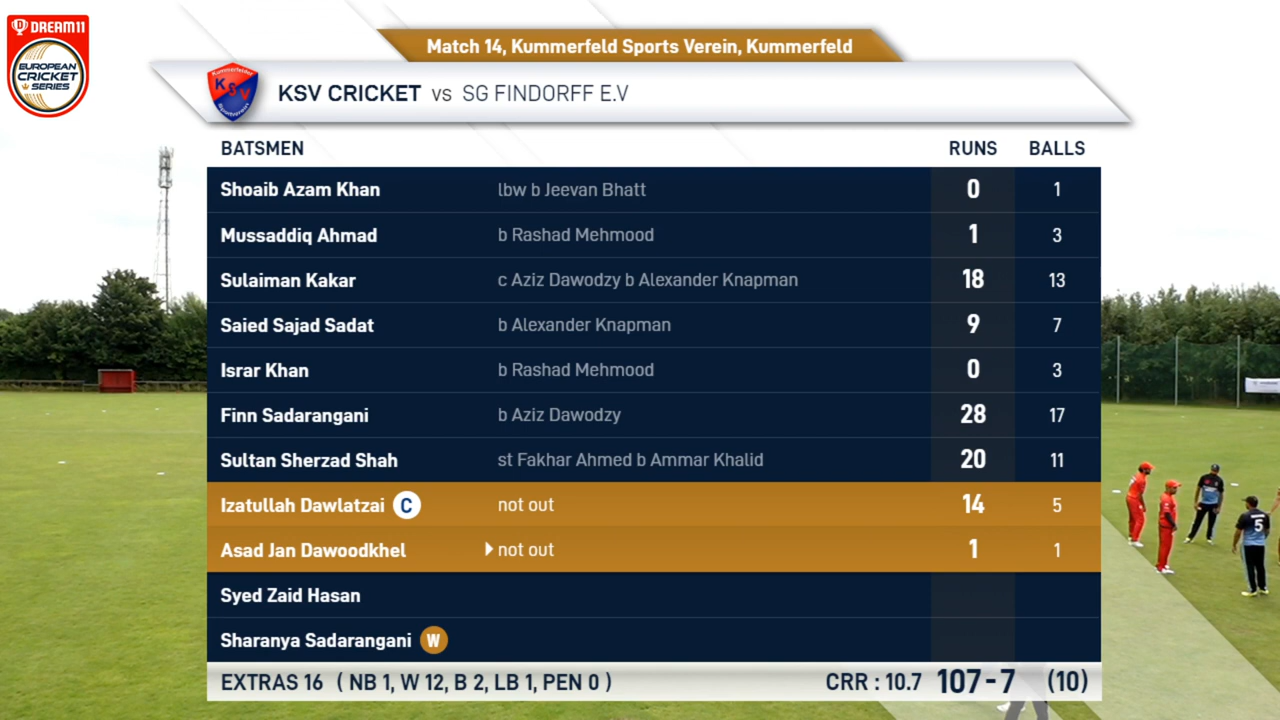 DREAM11
EUROPEAN
CRICKET
SERIES
Match 14, Kummerfeld Sports Verein, Kummerfeld
Kummerfelder
KSV
Sportverein
KSV CRICKET vs SG FINDORFF E.V
BATSMEN RUNS BALLS
Shoaib Azam Khan lbw b Jeevan Bhatt 0 1
Mussaddiq Ahmad b Rashad Mehmood 1 3
Sulaiman Kakar c Aziz Dawodzy b Alexander Knapman 18 13
Saied Sajad Sadat b Alexander Knapman 9 7
Israr Khan b Rashad Mehmood 0 3
Finn Sadarangani b Aziz Dawodzy 28 17
Sultan Sherzad Shah st Fakhar Ahmed b Ammar Khalid 20 11
Izatullah Dawlatzai C not out 14 5
Asad Jan Dawoodkhel not out 1 1
Syed Zaid Hasan
Sharanya Sadarangani W
EXTRAS 16 ( NB 1, W 12, B 2, LB 1, PEN 0 ) CRR : 10.7 107-7 (10)
5